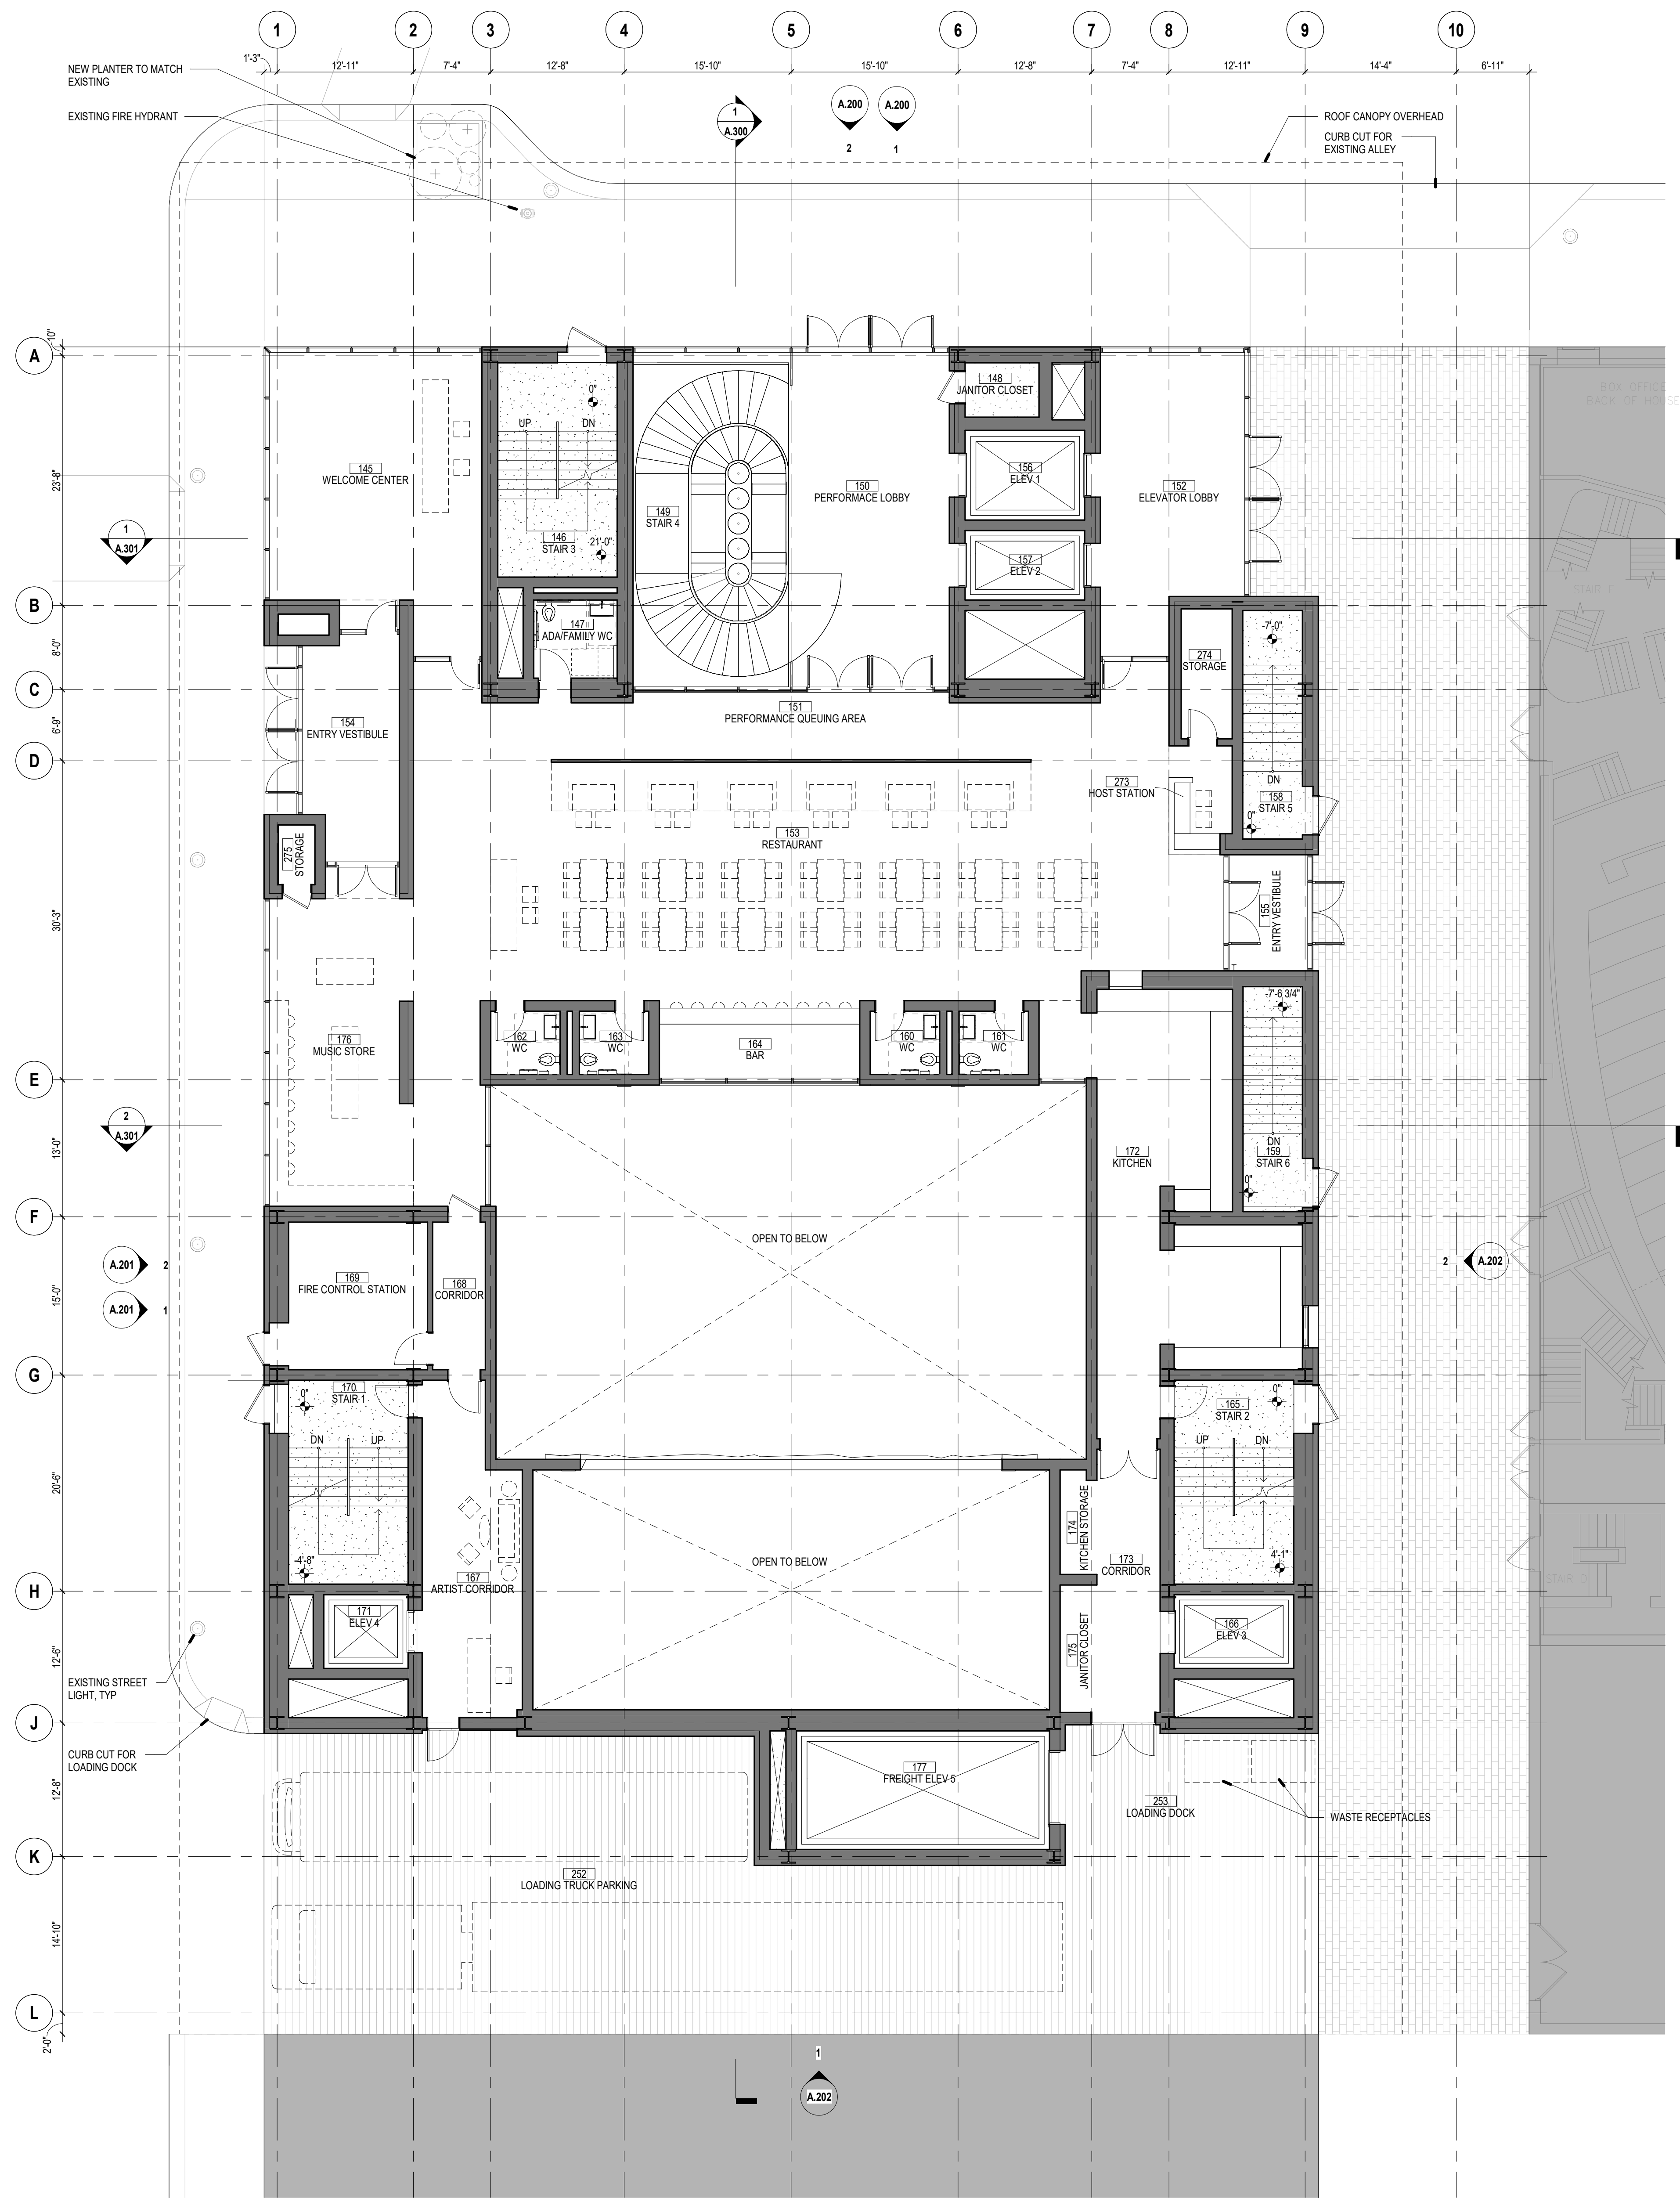 1 2 3 4 5 6 7 8 9 10
1'-3" 12'-11" 7'-4" 12'-8" 15'-10" 15'-10" 12'-8" 7'-4" 12'-11" 14'-4" 6'-11"
NEW PLANTER TO MATCH
EXISTING
EXISTING FIRE HYDRANT
1
A.300
A.200 A.200
2 1
ROOF CANOPY OVERHEAD
CURB CUT FOR
EXISTING ALLEY
10"
A
BOX OFFICE
BACK OF HOUSE
148
JANITOR CLOSET
0"
UP DN
23'-8"
145
WELCOME CENTER
149
STAIR 4
150
PERFORMACE LOBBY
156
ELEV 1
152
ELEVATOR LOBBY
1
A.301
146
STAIR 3
21'-0"
157
ELEV 2
STAIR F
B
8'-0"
147
ADA/FAMILY WC
-7'-0"
274
STORAGE
C
151
PERFORMANCE QUEUING AREA
6'-9"
154
ENTRY VESTIBULE
D
273
HOST STATION
DN
158
STAIR 5
0"
153
RESTAURANT
275
STORAGE
30'-3"
155
ENTRY VESTIBULE
T
-7'-6 3/4"
162
WC
163
WC
164
BAR
160
WC
161
WC
176
MUSIC STORE
E
2
A.301
13'-0"
172
KITCHEN
DN
159
STAIR 6
0"
F
OPEN TO BELOW
A.201 2
A.201 1
15'-0"
169
FIRE CONTROL STATION
168
CORRIDOR
2 A.202
G
170
STAIR 1
0"
DN UP
165
STAIR 2
0"
UP DN
20'-6"
174
KITCHEN STORAGE
-4'-8"
167
ARTIST CORRIDOR
OPEN TO BELOW
173
CORRIDOR
4'-1"
STAIR D
H
171
ELEV 4
166
ELEV 3
175
JANITOR CLOSET
12'-6"
EXISTING STREET
LIGHT, TYP
J
CURB CUT FOR
LOADING DOCK
12'-8"
177
FREIGHT ELEV 5
253
LOADING DOCK
WASTE RECEPTACLES
K
252
LOADING TRUCK PARKING
14'-10"
L
2'-0"
1
A.202